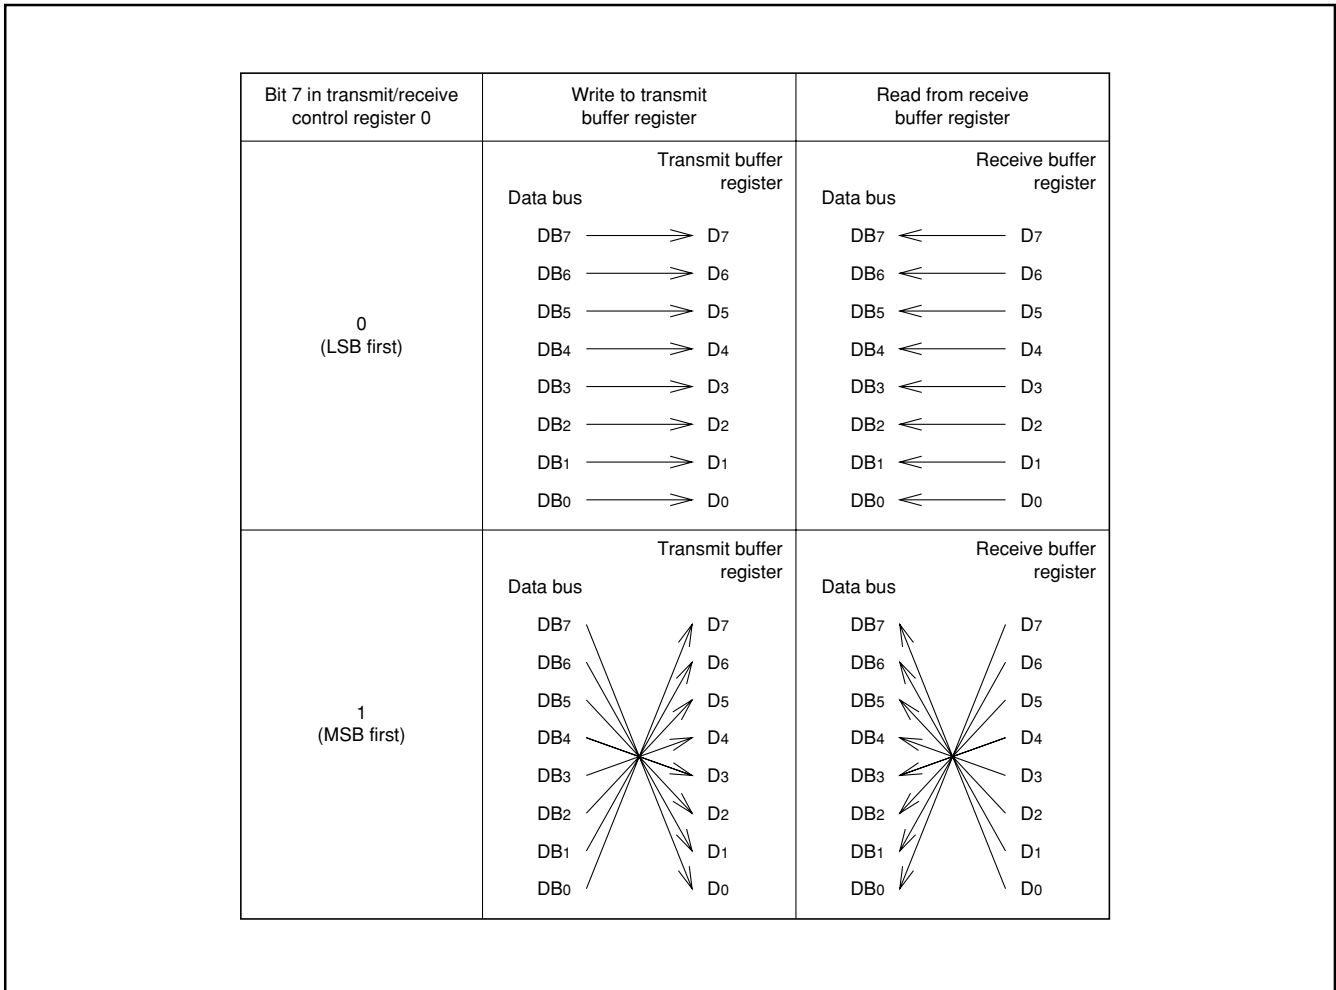 Bit 7 in transmit/receive
control register 0
Write to transmit
buffer register
Read from receive
buffer register
0
(LSB first)
Transmit buffer
register
Data bus
DB7 D7
DB6 D6
DB5 D5
DB4 D4
DB3 D3
DB2 D2
DB1 D1
DB0 D0
Receive buffer
register
Data bus
DB7 D7
DB6 D6
DB5 D5
DB4 D4
DB3 D3
DB2 D2
DB1 D1
DB0 D0
1
(MSB first)
Transmit buffer
register
Data bus
DB7 D7
DB6 D6
DB5 D5
DB4 D4
DB3 D3
DB2 D2
DB1 D1
DB0 D0
Receive buffer
register
Data bus
DB7 D7
DB6 D6
DB5 D5
DB4 D4
DB3 D3
DB2 D2
DB1 D1
DB0 D0